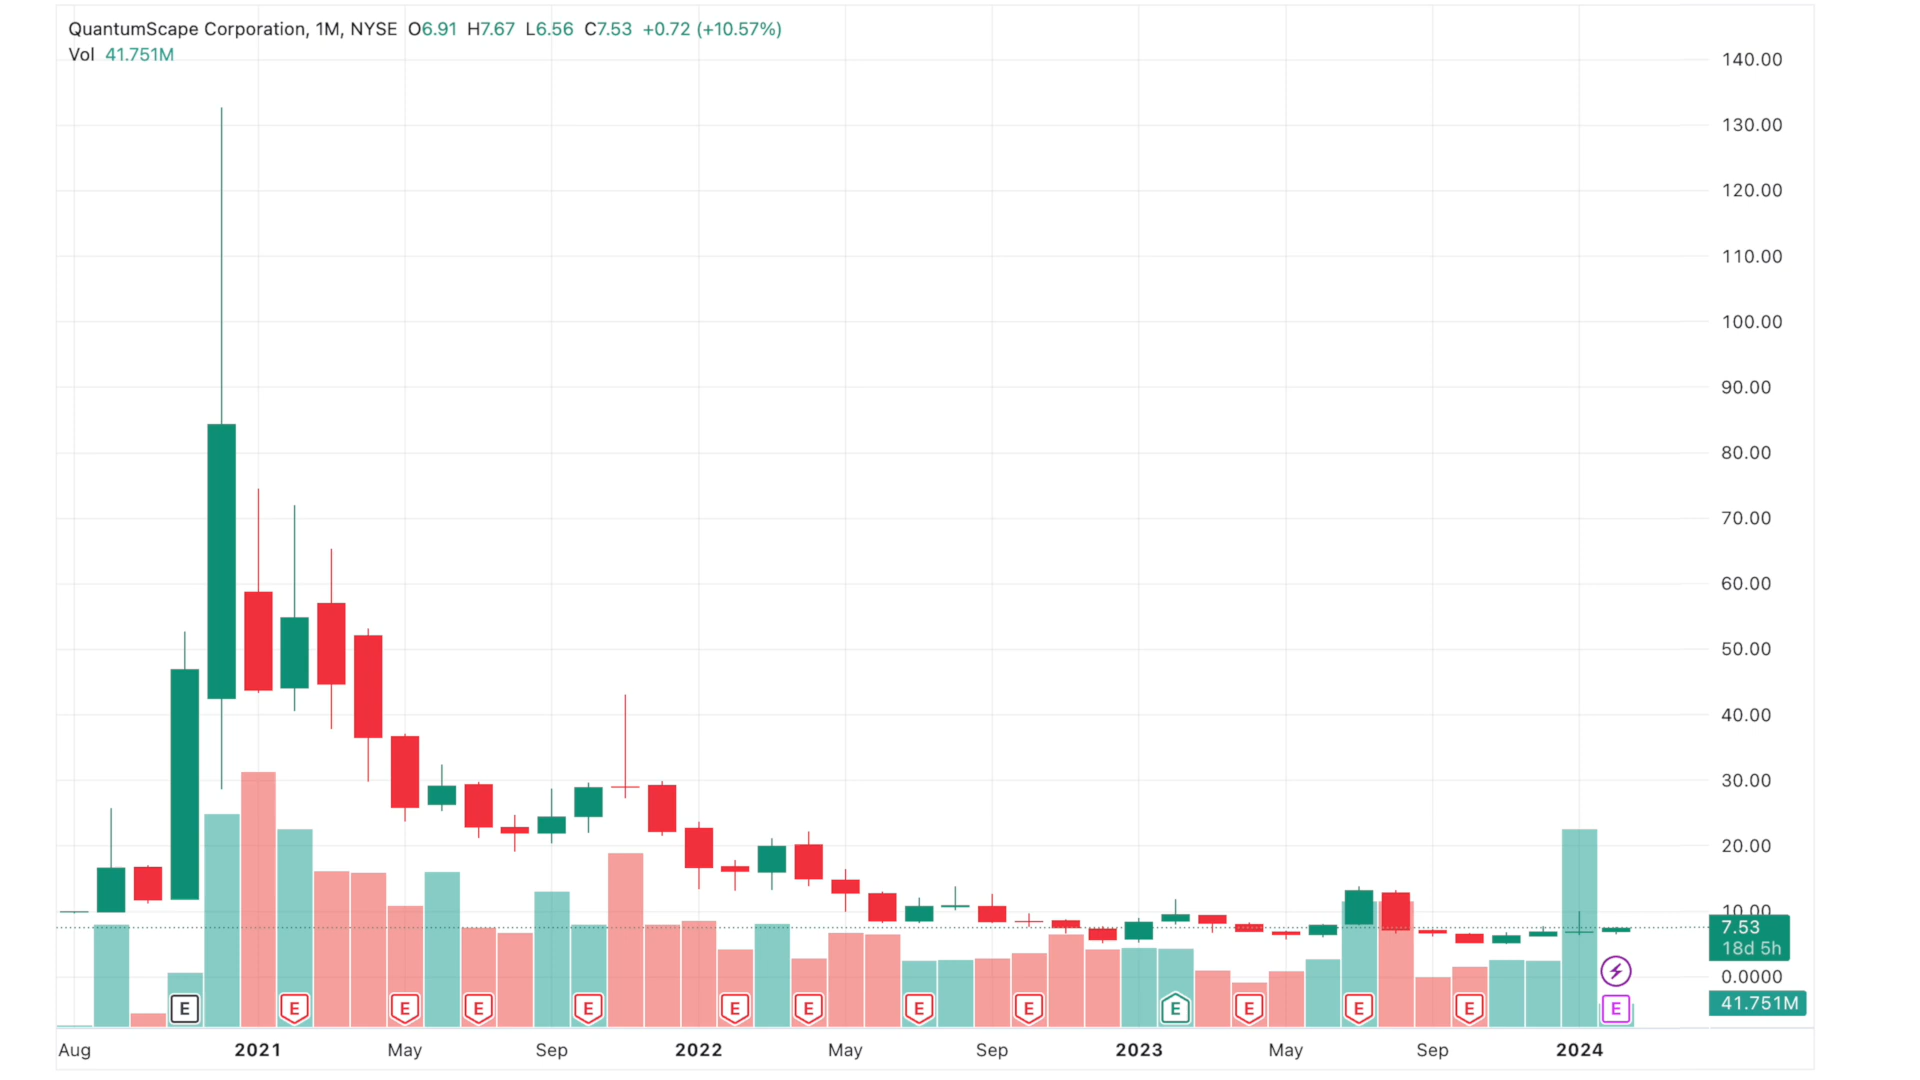 QuantumScape Corporation, 1M, NYSE O6.91 H7.67 L6.56 C7.53 +0.72 (+10.57%)
Vol 41.751M
140.00
130.00
120.00
110.00
100.00
90.00
80.00
70.00
60.00
50.00
40.00
30.00
20.00
10.00
7.53
18d 5h
0.0000
41.751M
E E E E E E E E E E E E E E
Aug 2021 May Sep 2022 May Sep 2023 May Sep 2024